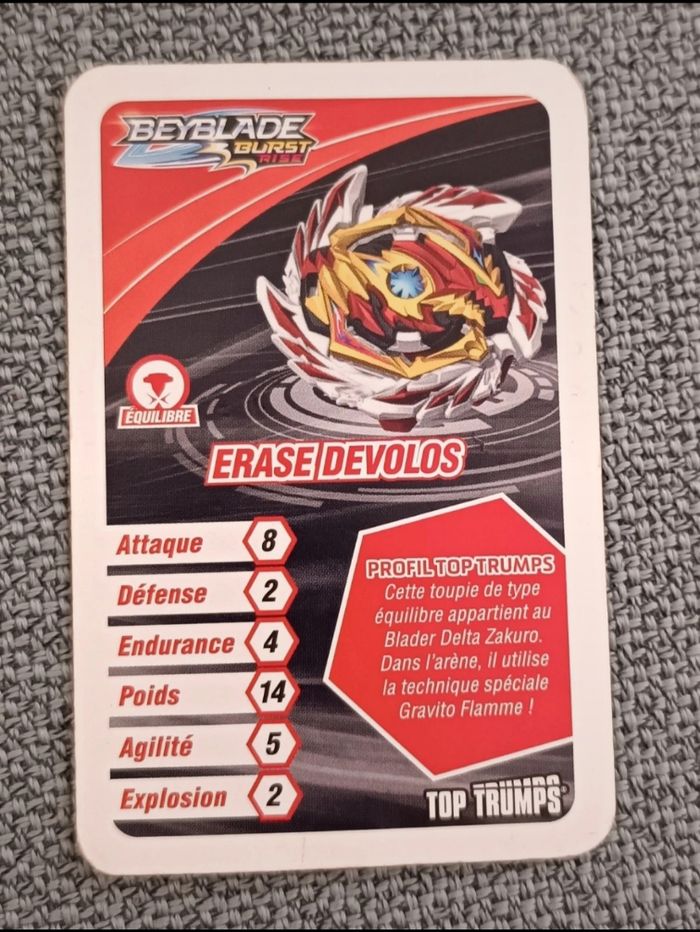 BEYBLADE
BURST
RISE
ÉQUILIBRE
ERASE DEVOLOS
Attaque 8
Défense 2
Endurance 4
Poids 14
Agilité 5
Explosion 2
PROFIL TOP TRUMPS
Cette toupie de type
équilibre appartient au
Blader Delta Zakuro.
Dans l'arène, il utilise
la technique spéciale
Gravito Flamme !
TOP TRUMPS®